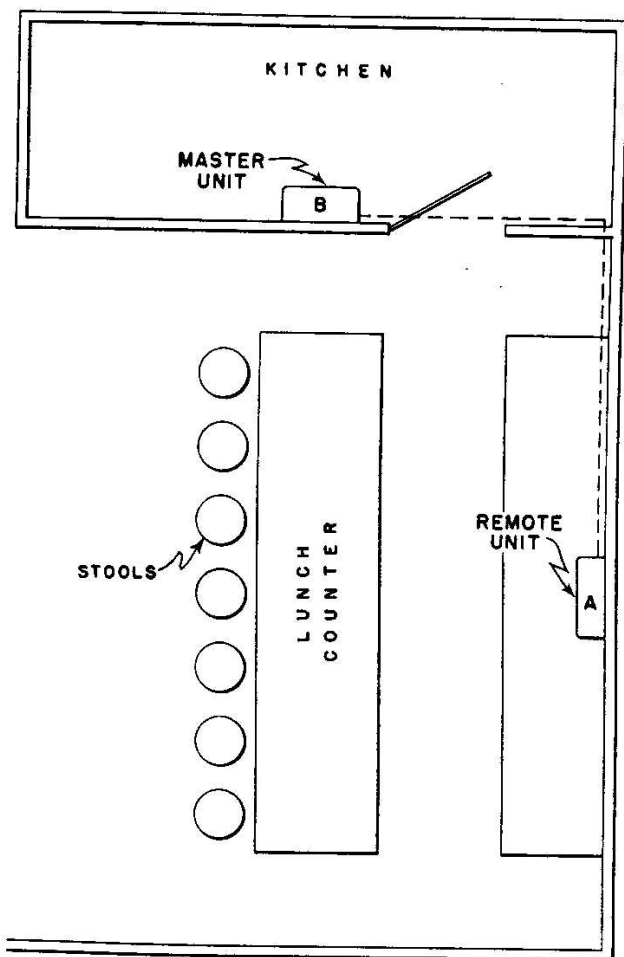 KITCHEN
MASTER
UNIT
B
REMOTE
UNIT
A
STOOLS
LUNCH
COUNTER